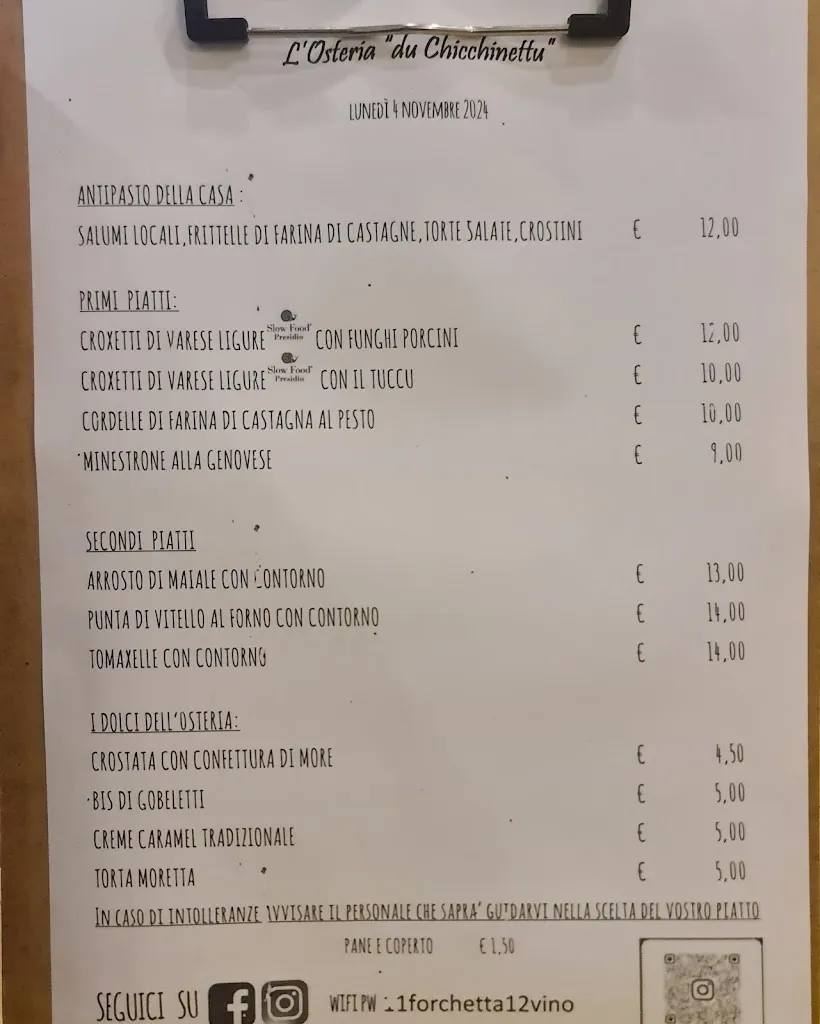 L'Osteria "du Chicchinettu"
LUNEDÌ 4 NOVEMBRE 2024
ANTIPASTO DELLA CASA :
SALUMI LOCALI,FRITTELLE DI FARINA DI CASTAGNE,TORTE SALATE,CROSTINI € 12,00
PRIMI PIATTI:
CROXETTI DI VARESE LIGURE Slow Food Presidio CON FUNGHI PORCINI € 12,00
CROXETTI DI VARESE LIGURE Slow Food Presidio CON IL TUCCU € 10,00
CORDELLE DI FARINA DI CASTAGNA AL PESTO € 10,00
MINESTRONE ALLA GENOVESE € 9,00
SECONDI PIATTI
ARROSTO DI MAIALE CON CONTORNO € 13,00
PUNTA DI VITELLO AL FORNO CON CONTORNO € 14,00
TOMAXELLE CON CONTORNO € 14,00
I DOLCI DELL'OSTERIA:
CROSTATA CON CONFETTURA DI MORE € 4,50
BIS DI GOBELETTI € 5,00
CREME CARAMEL TRADIZIONALE € 5,00
TORTA MORETTA € 5,00
IN CASO DI INTOLLERANZE AVVISARE IL PERSONALE CHE SAPRA' GUIDARVI NELLA SCELTA DEL VOSTRO PIATTO
PANE E COPERTO € 1,50
SEGUICI SU WIFI PW : 1forchetta12vino